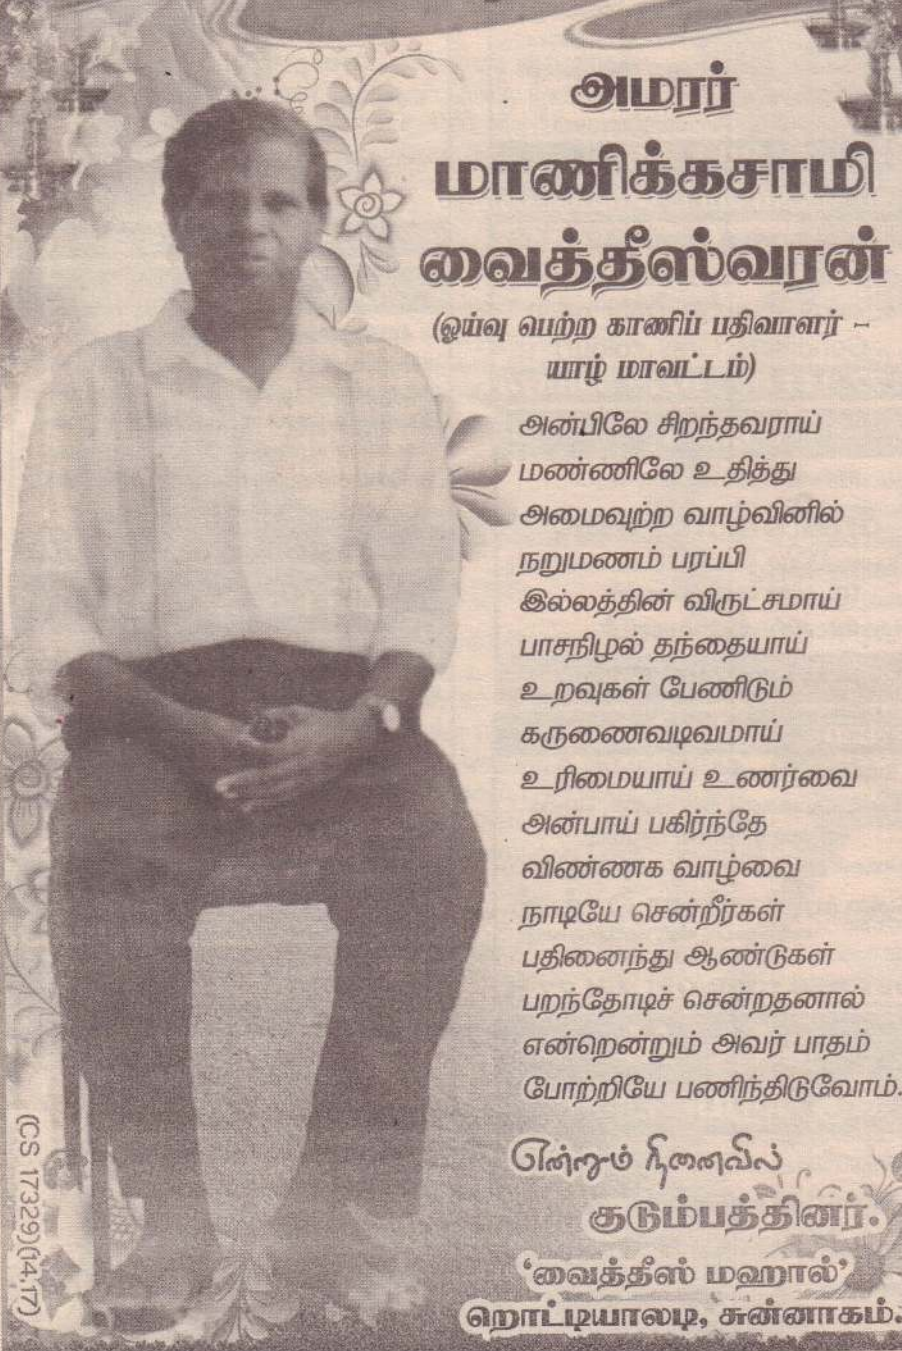 அமரர்
மாணிக்கசாமி
வைத்தீஸ்வரன்
(ஓய்வு பெற்ற காணிப் பதிவாளர் –
யாழ் மாவட்டம்)
அன்பிலே சிறந்தவராய்
மண்ணிலே உதித்து
அமைவுற்ற வாழ்வினில்
நறுமணம் பரப்பி
இல்லத்தின் விருட்சமாய்
பாசநிழல் தந்தையாய்
உறவுகள் பேணிடும்
கருணைவடிவமாய்
உரிமையாய் உணர்வை
அன்பாய் பகிர்ந்தே
விண்ணக வாழ்வை
நாடியே சென்றீர்கள்
பதினைந்து ஆண்டுகள்
பறந்தோடிச் சென்றதனால்
என்றென்றும் அவர் பாதம்
போற்றியே பணிந்திடுவோம்.
என்றும் நினைவில்
குடும்பத்தினர்.
‘வைத்தீஸ் மஹால்’
றொட்டியாலடி, சுன்னாகம்.
(CS 17329)(14,17)